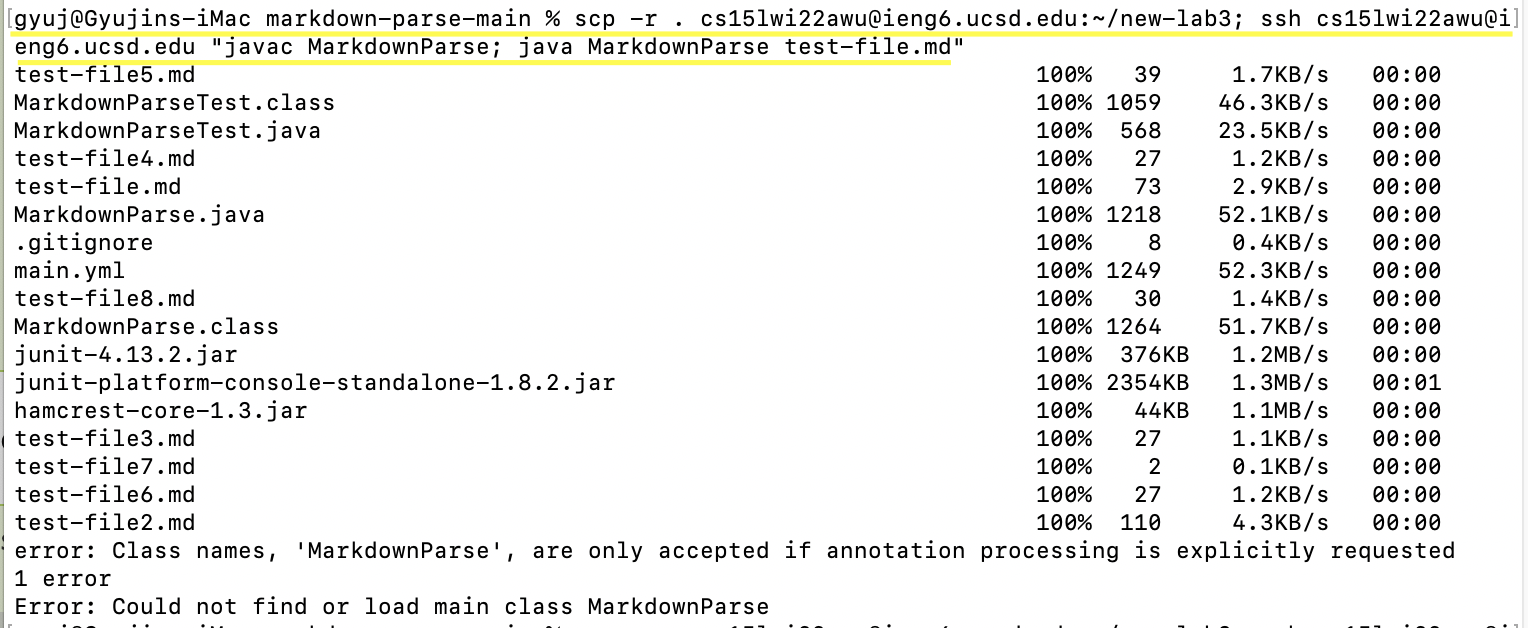 [gyuj@Gyujins-iMac markdown-parse-main % scp -r . cs15lwi22awu@ieng6.ucsd.edu:~/new-lab3; ssh cs15lwi22awu@i]
eng6.ucsd.edu "javac MarkdownParse; java MarkdownParse test-file.md"
test-file5.md 100% 39 1.7KB/s 00:00
MarkdownParseTest.class 100% 1059 46.3KB/s 00:00
MarkdownParseTest.java 100% 568 23.5KB/s 00:00
test-file4.md 100% 27 1.2KB/s 00:00
test-file.md 100% 73 2.9KB/s 00:00
MarkdownParse.java 100% 1218 52.1KB/s 00:00
.gitignore 100% 8 0.4KB/s 00:00
main.yml 100% 1249 52.3KB/s 00:00
test-file8.md 100% 30 1.4KB/s 00:00
MarkdownParse.class 100% 1264 51.7KB/s 00:00
junit-4.13.2.jar 100% 376KB 1.2MB/s 00:00
junit-platform-console-standalone-1.8.2.jar 100% 2354KB 1.3MB/s 00:01
hamcrest-core-1.3.jar 100% 44KB 1.1MB/s 00:00
test-file3.md 100% 27 1.1KB/s 00:00
test-file7.md 100% 2 0.1KB/s 00:00
test-file6.md 100% 27 1.2KB/s 00:00
test-file2.md 100% 110 4.3KB/s 00:00
error: Class names, 'MarkdownParse', are only accepted if annotation processing is explicitly requested
1 error
Error: Could not find or load main class MarkdownParse